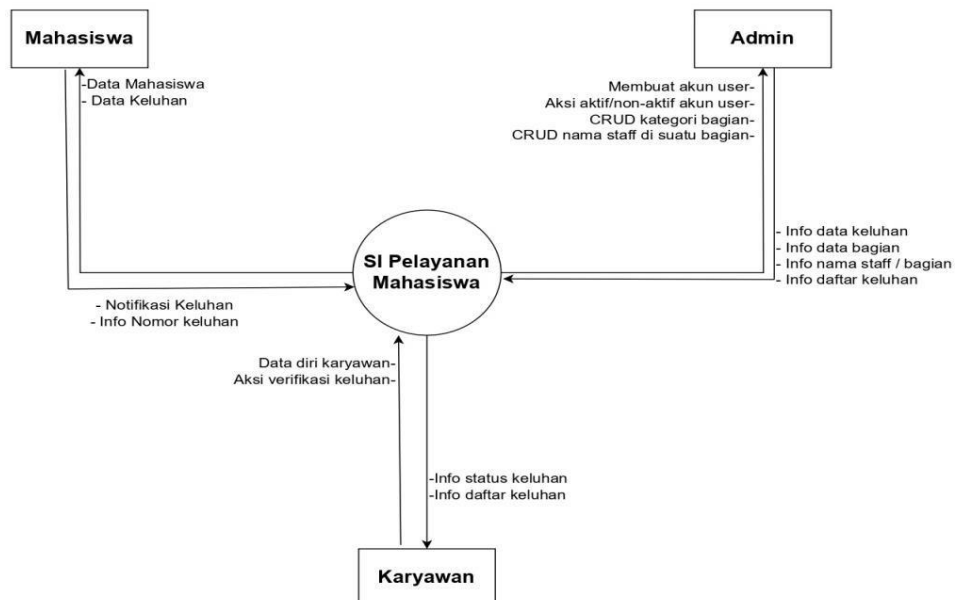 Mahasiswa
Admin
-Data Mahasiswa
- Data Keluhan
Membuat akun user-
Aksi aktif/non-aktif akun user-
CRUD kategori bagian-
CRUD nama staff di suatu bagian-
- Info data keluhan
- Info data bagian
- Info nama staff / bagian
- Info daftar keluhan
SI Pelayanan
Mahasiswa
- Notifikasi Keluhan
- Info Nomor keluhan
Data diri karyawan-
Aksi verifikasi keluhan-
-Info status keluhan
-Info daftar keluhan
Karyawan